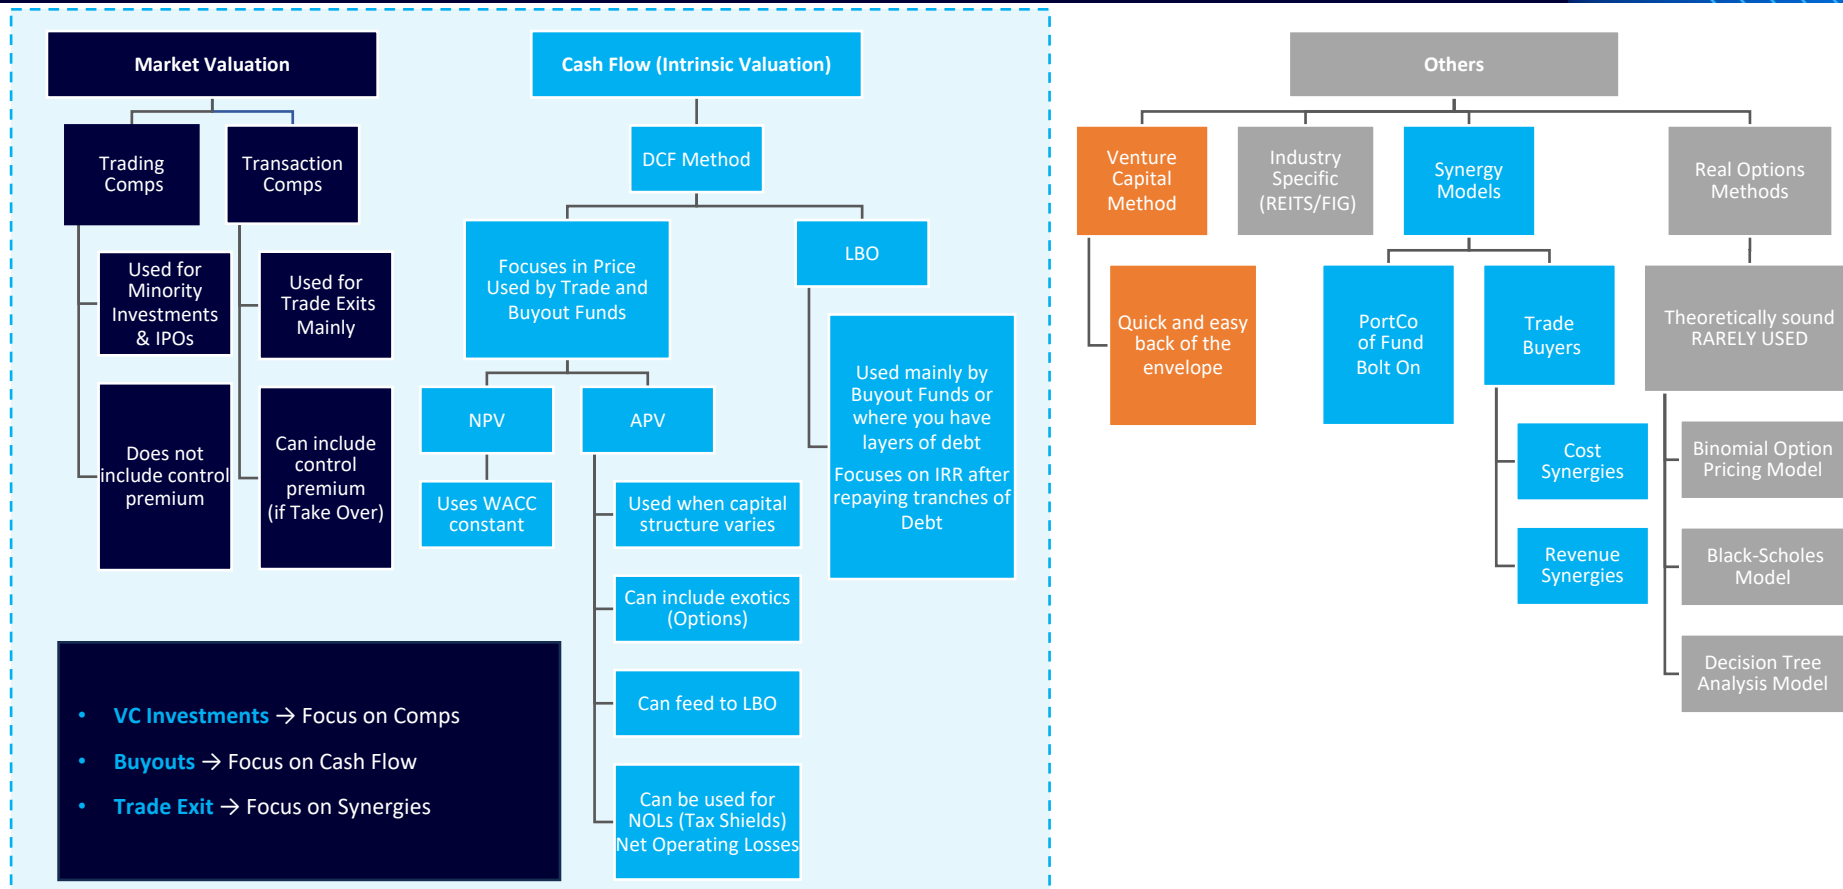 Market Valuation
Trading
Comps
Transaction
Comps
Used for
Minority
Investments
& IPOs
Used for
Trade Exits
Mainly
Does not
include control
premium
Can include
control
premium
(if Take Over)
Cash Flow (Intrinsic Valuation)
DCF Method
Focuses in Price
Used by Trade and
Buyout Funds
LBO
NPV
APV
Uses WACC
constant
Used when capital
structure varies
Can include exotics
(Options)
Can feed to LBO
Can be used for
NOLs (Tax Shields)
Net Operating Losses
Used mainly by
Buyout Funds or
where you have
layers of debt
Focuses on IRR after
repaying tranches of
Debt
• VC Investments → Focus on Comps
• Buyouts → Focus on Cash Flow
• Trade Exit → Focus on Synergies
Others
Venture
Capital
Method
Industry
Specific
(REITS/FIG)
Synergy
Models
Real Options
Methods
Quick and easy
back of the
envelope
PortCo
of Fund
Bolt On
Trade
Buyers
Cost
Synergies
Revenue
Synergies
Theoretically sound
RARELY USED
Binomial Option
Pricing Model
Black-Scholes
Model
Decision Tree
Analysis Model